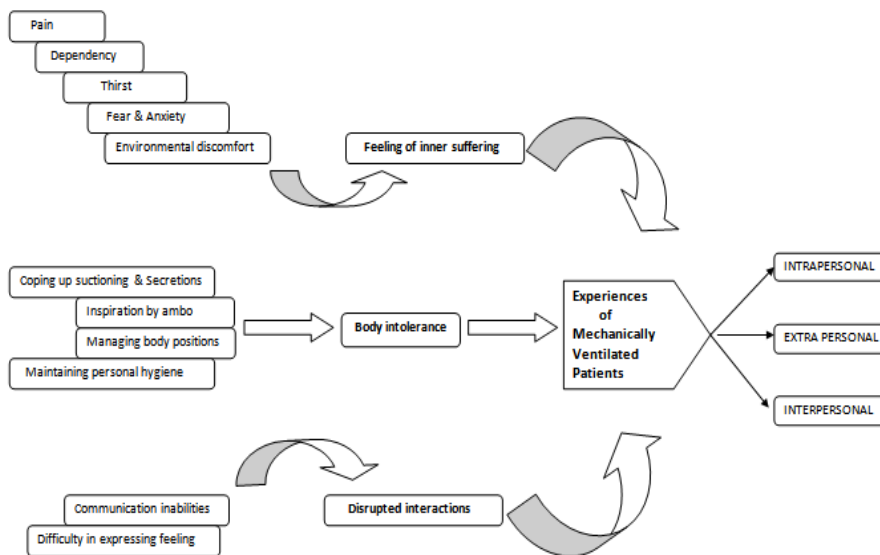 Pain
Dependency
Thirst
Fear & Anxiety
Environmental discomfort
Feeling of inner suffering
Coping up suctioning & Secretions
Inspiration by ambo
Managing body positions
Maintaining personal hygiene
Body intolerance
Experiences
of
Mechanically
Ventilated
Patients
INTRAPERSONAL
EXTRA PERSONAL
INTERPERSONAL
Communication inabilities
Difficulty in expressing feeling
Disrupted interactions